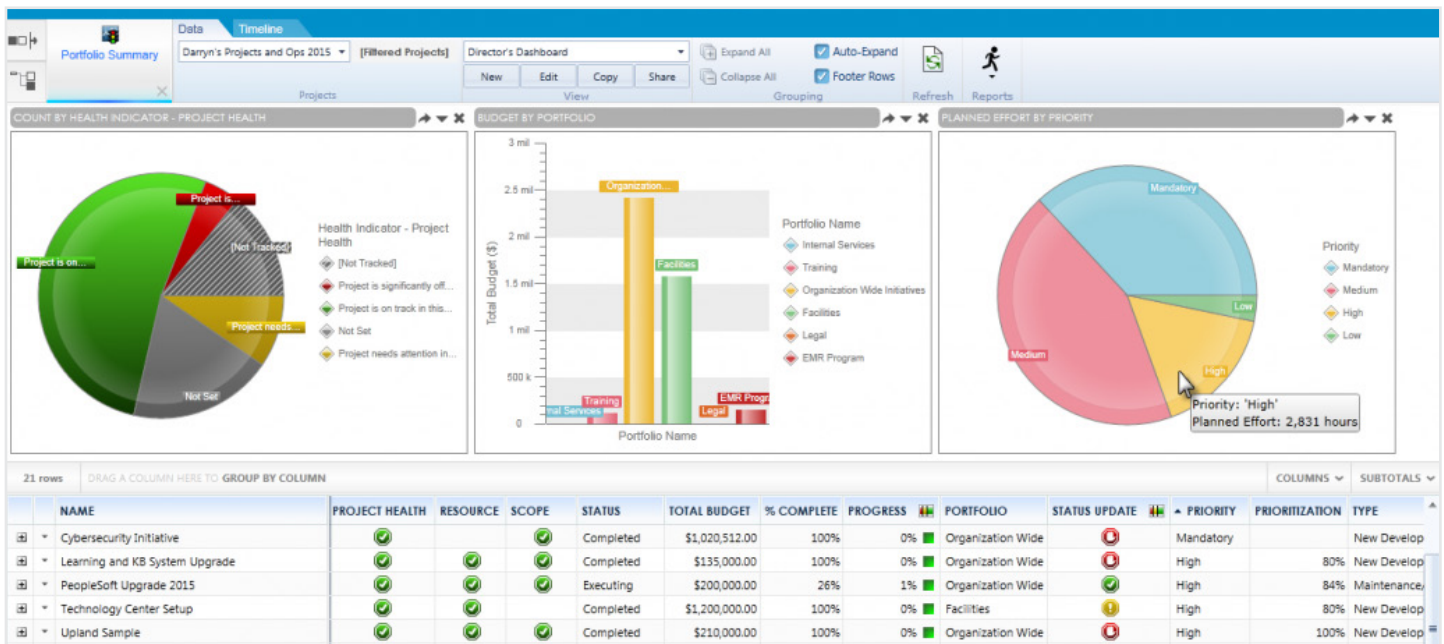 Portfolio Summary
Data Timeline
Darryn's Projects and Ops 2015 [Filtered Projects]
Projects
Director's Dashboard
New Edit Copy Share
View
Expand All Auto-Expand
Collapse All Footer Rows
Grouping
Refresh
Reports
COUNT BY HEALTH INDICATOR - PROJECT HEALTH
Project is...
[Not Tracked]
Project is on...
Project needs...
Not Set
Health Indicator - Project
Health
[Not Tracked]
Project is significantly off...
Project is on track in this...
Not Set
Project needs attention in...
BUDGET BY PORTFOLIO
3 mil
2.5 mil
2 mil
1.5 mil
1 mil
500 k
0
Total Budget ($)
Organization...
Facilities
Training
nal Services
Legal
EMR Progr
Portfolio Name
Portfolio Name
Internal Services
Training
Organization Wide Initiatives
Facilities
Legal
EMR Program
PLANNED EFFORT BY PRIORITY
Mandatory
Low
Medium
High
Priority: 'High'
Planned Effort: 2,831 hours
Priority
Mandatory
Medium
High
Low
21 rows DRAG A COLUMN HERE TO GROUP BY COLUMN COLUMNS SUBTOTALS
NAME PROJECT HEALTH RESOURCE SCOPE STATUS TOTAL BUDGET % COMPLETE PROGRESS PORTFOLIO STATUS UPDATE PRIORITY PRIORITIZATION TYPE
Cybersecurity Initiative Completed $1,020,512.00 100% 0% Organization Wide Mandatory New Develop
Learning and KB System Upgrade Completed $135,000.00 100% 0% Organization Wide High 80% New Develop
PeopleSoft Upgrade 2015 Executing $200,000.00 26% 1% Organization Wide High 84% Maintenance/
Technology Center Setup Completed $1,200,000.00 100% 0% Facilities High 80% New Develop
Upland Sample Completed $210,000.00 100% 0% Organization Wide High 100% New Develop